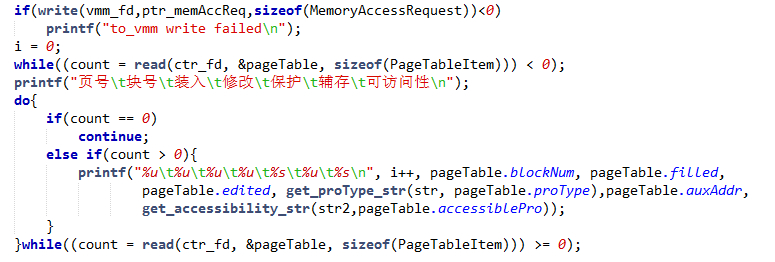 if(write(vmm_fd,ptr_memAccReq,sizeof(MemoryAccessRequest))<0)
printf("to_vmm write failed\n");
i = 0;
while((count = read(ctr_fd, &pageTable, sizeof(PageTableItem))) < 0);
printf("页号\t块号\t装入\t修改\t保护\t辅存\t可访问性\n");
do{
if(count == 0)
continue;
else if(count > 0){
printf("%u\t%u\t%u\t%u\t%s\t%u\t%s\n", i++, pageTable.blockNum, pageTable.filled,
pageTable.edited, get_proType_str(str, pageTable.proType),pageTable.auxAddr,
get_accessibility_str(str2,pageTable.accessiblePro));
}
}while((count = read(ctr_fd, &pageTable, sizeof(PageTableItem))) >= 0);